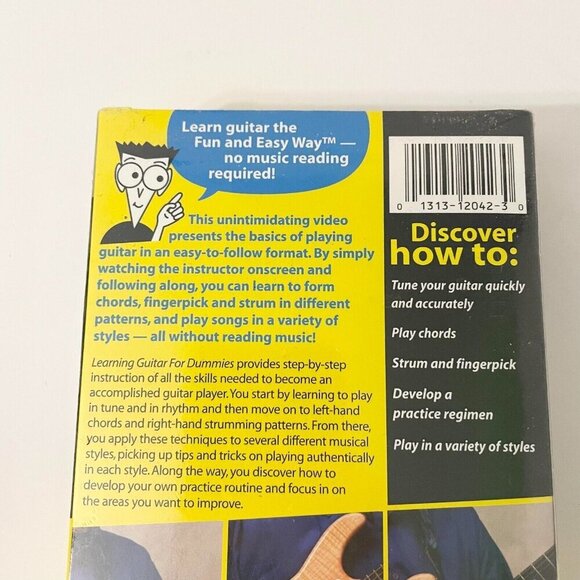 Learn guitar the
Fun and Easy Way™ —
no music reading
required!
This unintimidating video
presents the basics of playing
guitar in an easy-to-follow format. By simply
watching the instructor onscreen and
following along, you can learn to form
chords, fingerpick and strum in different
patterns, and play songs in a variety of
styles — all without reading music!
Learning Guitar For Dummies provides step-by-step
instruction of all the skills needed to become an
accomplished guitar player. You start by learning to play
in tune and in rhythm and then move on to left-hand
chords and right-hand strumming patterns. From there,
you apply these techniques to several different musical
styles, picking up tips and tricks on playing authentically
in each style. Along the way, you discover how to
develop your own practice routine and focus in on
the areas you want to improve.
0 1313-12042-3 0
Discover
how to:
Tune your guitar quickly
and accurately
Play chords
Strum and fingerpick
Develop a
practice regimen
Play in a variety of styles